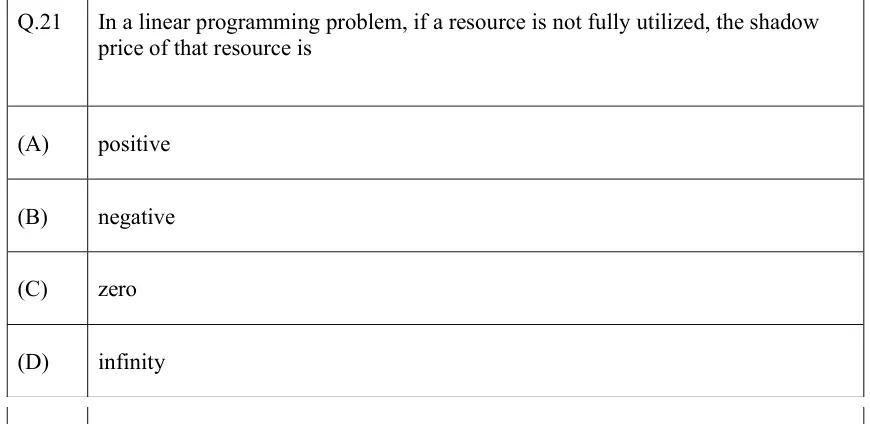 Q.21 In a linear programming problem, if a resource is not fully utilized, the shadow
price of that resource is
(A) positive
(B) negative
(C) zero
(D) infinity